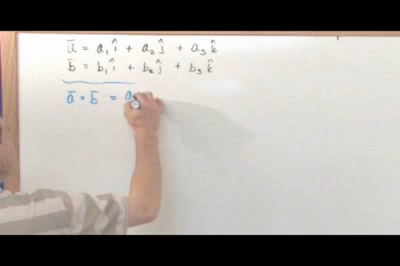 ā = a₁î + a₂ĵ + a₃k̂
b̄ = b₁î + b₂ĵ + b₃k̂
ā · b̄ = a